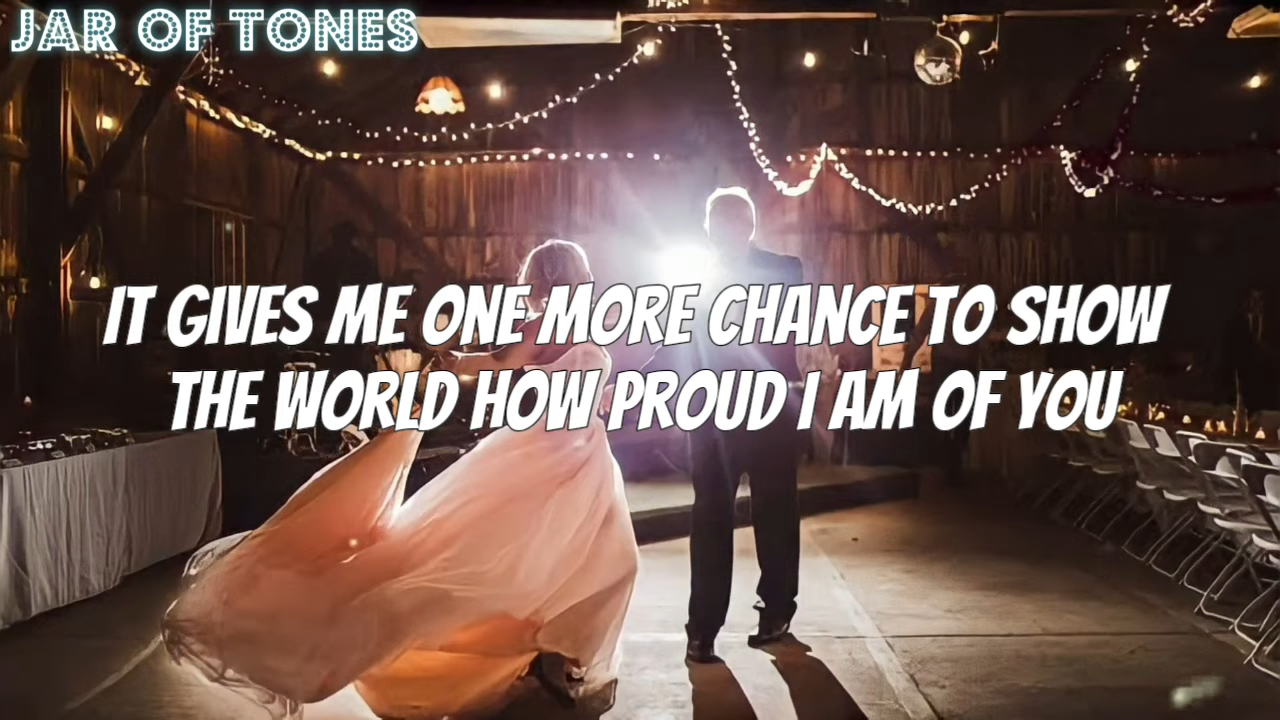 JAR OF TONES
IT GIVES ME ONE MORE CHANCE TO SHOW
THE WORLD HOW PROUD I AM OF YOU